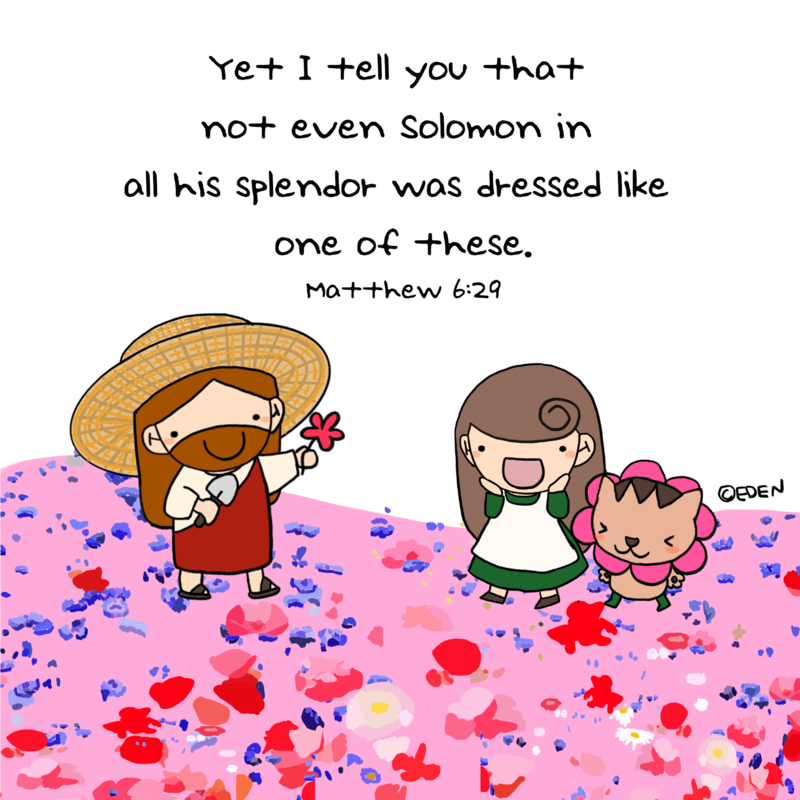 Yet I tell you that
not even Solomon in
all his splendor was dressed like
one of these.
Matthew 6:29
©EDEN